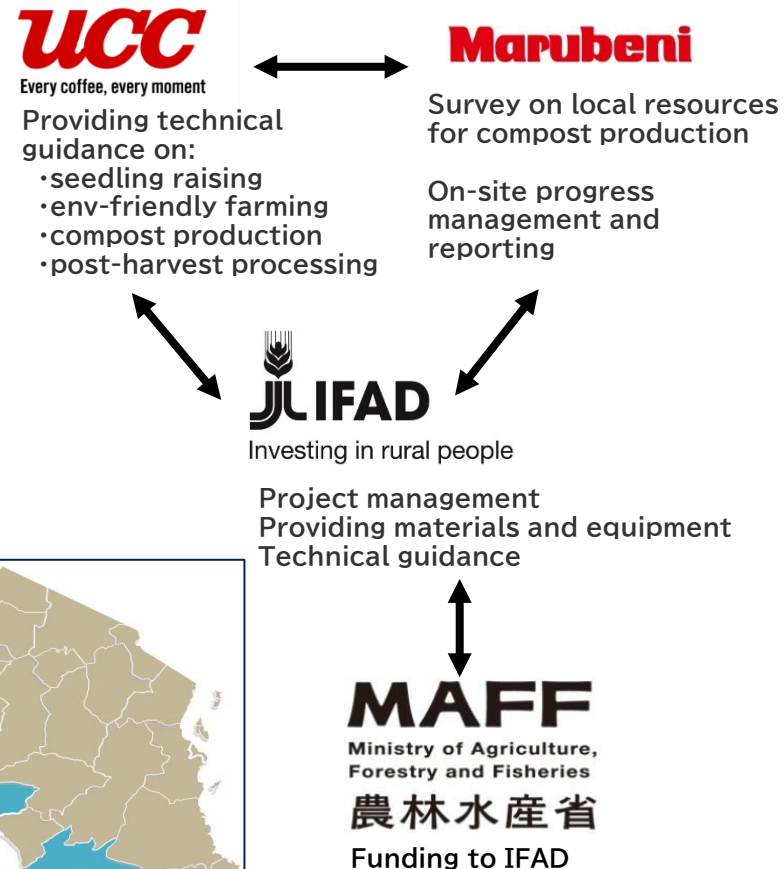 UCC
Every coffee, every moment
Providing technical
guidance on:
・seedling raising
・env-friendly farming
・compost production
・post-harvest processing
Marubeni
Survey on local resources
for compost production
On-site progress
management and
reporting
IFAD
Investing in rural people
Project management
Providing materials and equipment
Technical guidance
MAFF
Ministry of Agriculture,
Forestry and Fisheries
農林水産省
Funding to IFAD